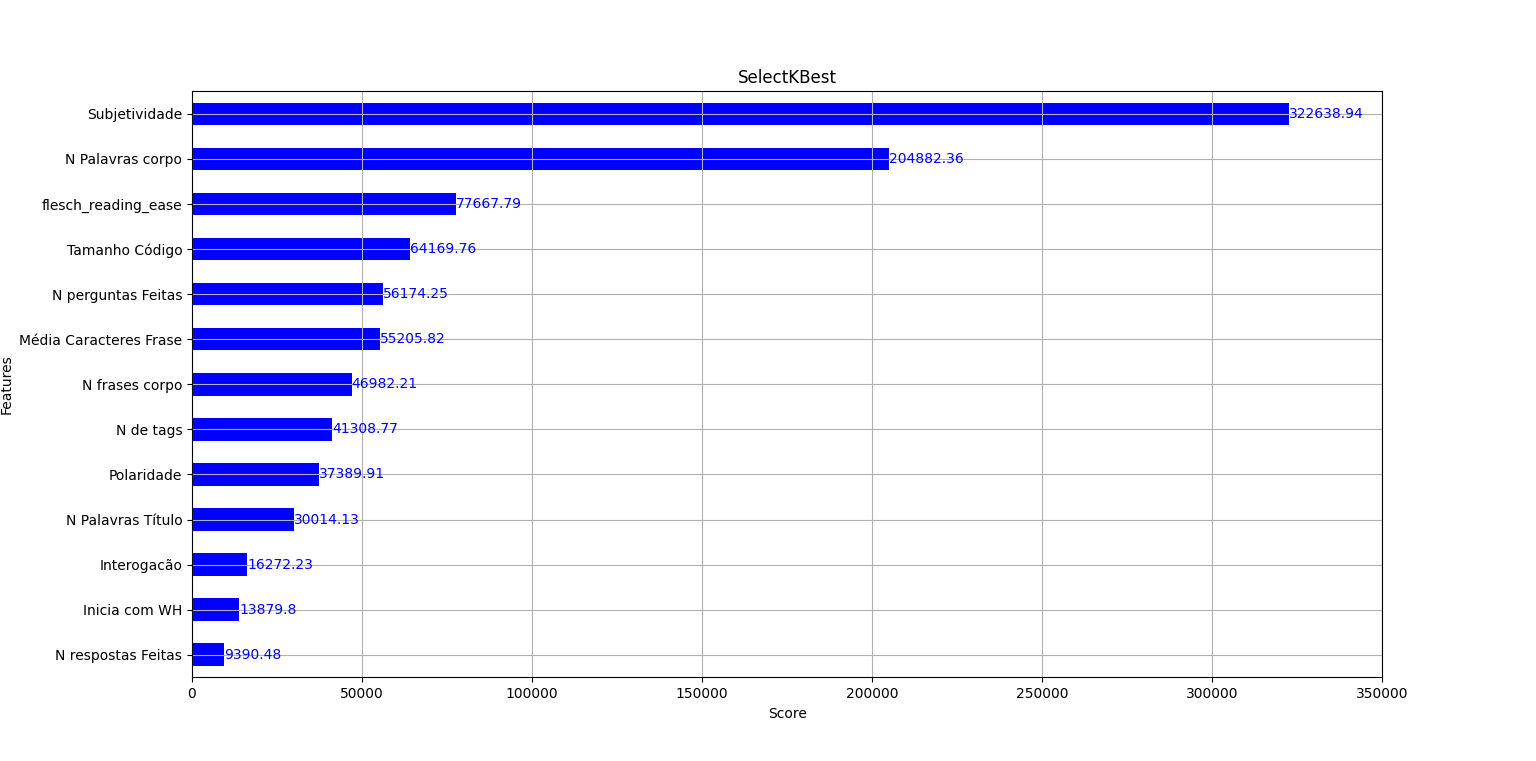 SelectKBest
Subjetividade
322638.94
N Palavras corpo
204882.36
flesch_reading_ease
77667.79
Tamanho Código
64169.76
N perguntas Feitas
56174.25
Média Caracteres Frase
55205.82
N frases corpo
46982.21
N de tags
41308.77
Polaridade
37389.91
N Palavras Título
30014.13
Interogacão
16272.23
Inicia com WH
13879.8
N respostas Feitas
9390.48
Features
0 50000 100000 150000 200000 250000 300000 350000
Score